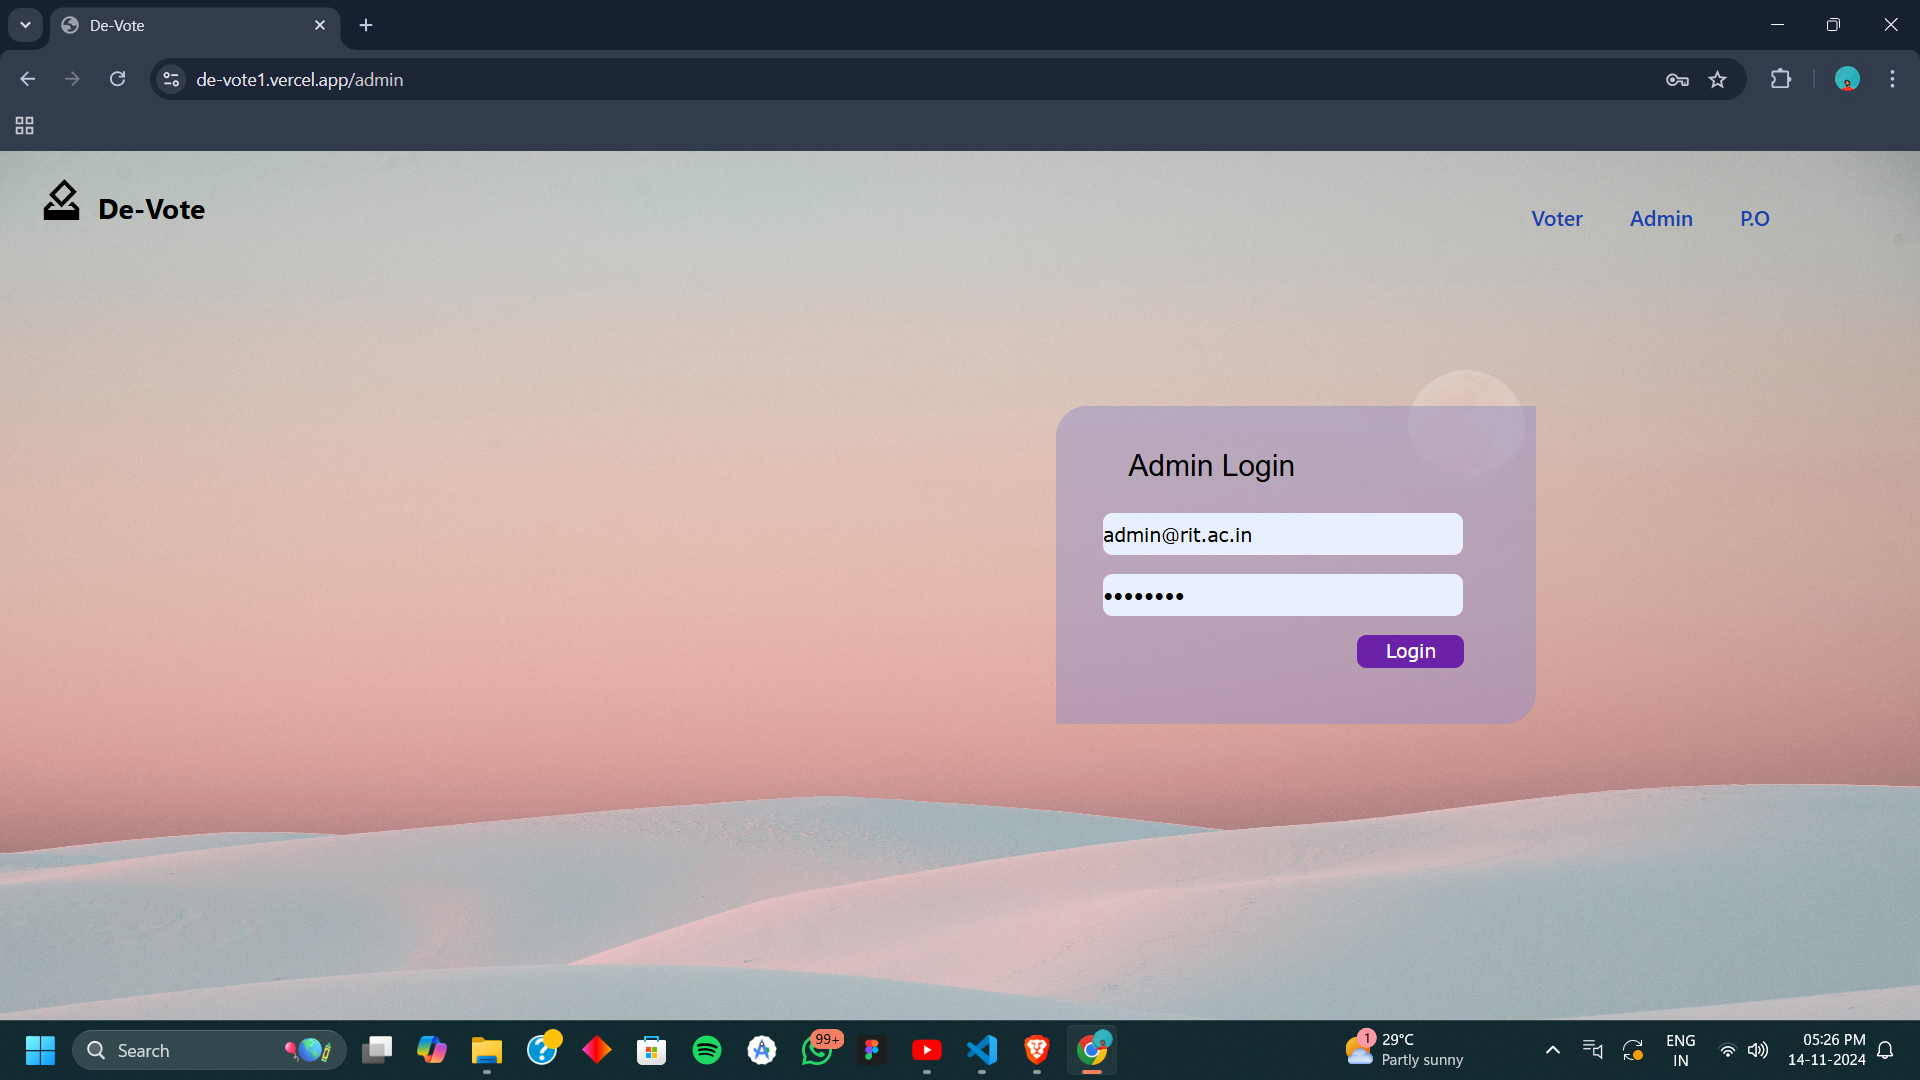 De-Vote
de-vote1.vercel.app/admin
De-Vote
Voter
Admin
P.O
Admin Login
admin@rit.ac.in
••••••••
Login
Search
99+
1
29°C
Partly sunny
ENG
IN
05:26 PM
14-11-2024